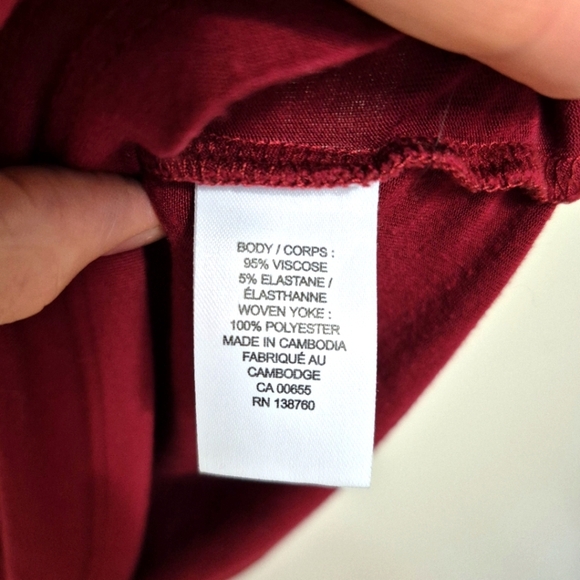 BODY / CORPS :
95% VISCOSE
5% ELASTANE /
ÉLASTHANNE
WOVEN YOKE :
100% POLYESTER
MADE IN CAMBODIA
FABRIQUÉ AU
CAMBODGE
CA 00655
RN 138760